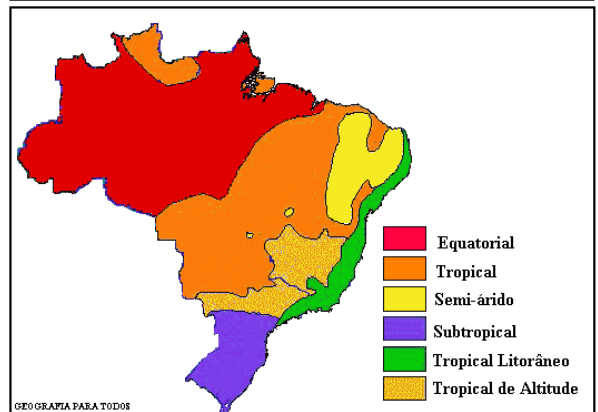 Equatorial
Tropical
Semi-árido
Subtropical
Tropical Litorâneo
Tropical de Altitude
GEOGRAFIA PARA TODOS